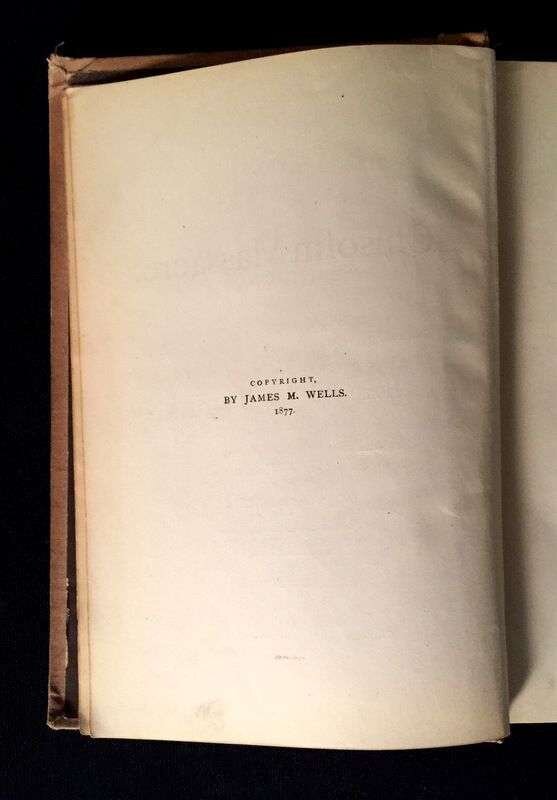 COPYRIGHT,
BY JAMES M. WELLS.
1877.